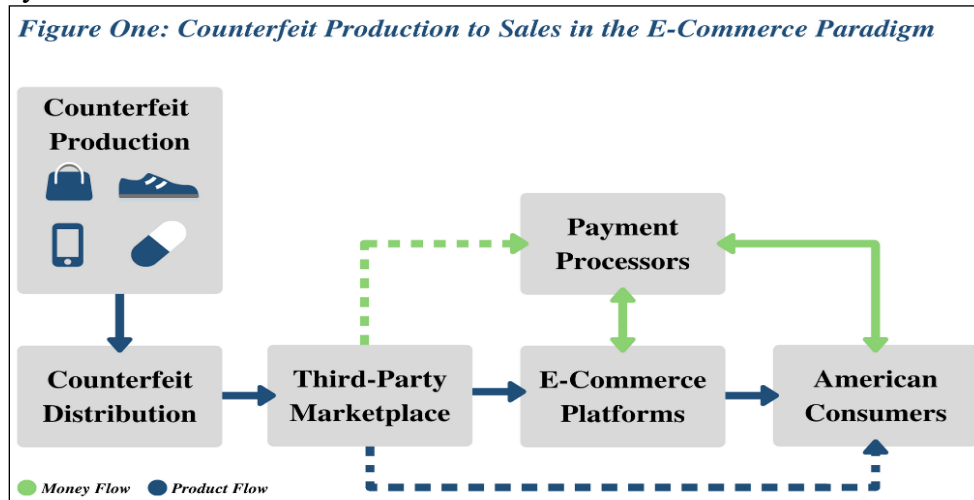 Figure One: Counterfeit Production to Sales in the E-Commerce Paradigm
Counterfeit
Production
Payment
Processors
Counterfeit
Distribution
Third-Party
Marketplace
E-Commerce
Platforms
American
Consumers
Money Flow
Product Flow